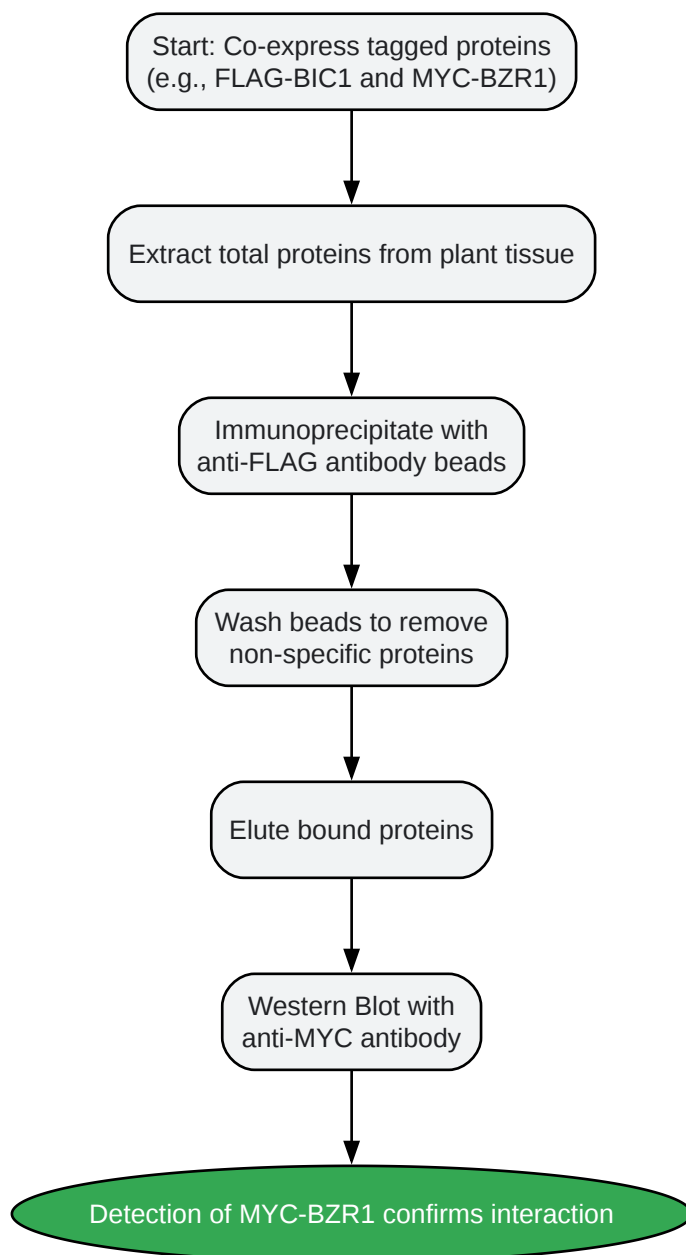 Start: Co-express tagged proteins
(e.g., FLAG-BIC1 and MYC-BZR1)
Extract total proteins from plant tissue
Immunoprecipitate with
anti-FLAG antibody beads
Wash beads to remove
non-specific proteins
Elute bound proteins
Western Blot with
anti-MYC antibody
Detection of MYC-BZR1 confirms interaction